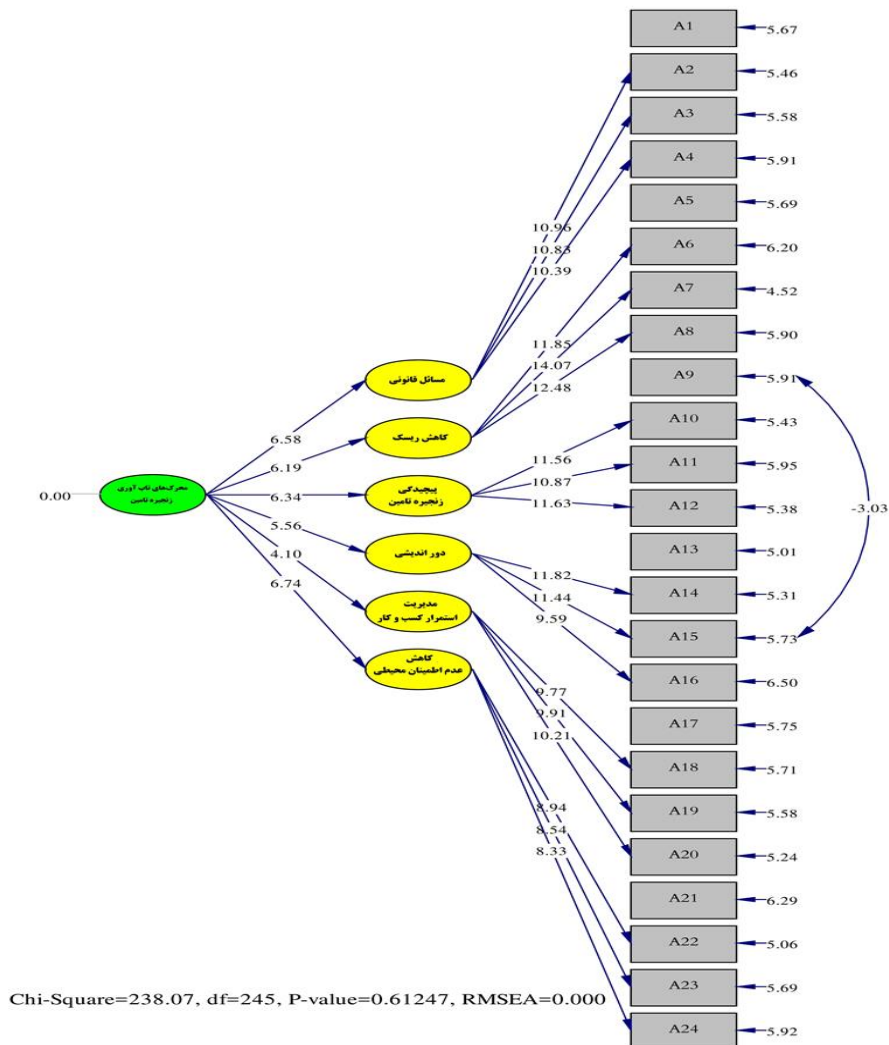 A1
5.67
A2
5.46
A3
5.58
A4
5.91
A5
5.69
10.96
10.83
10.39
A6
6.20
A7
4.52
A8
5.90
11.85
14.07
12.48
A9
5.91
A10
5.43
A11
5.95
A12
5.38
11.56
10.87
11.63
-3.03
A13
5.01
A14
5.31
A15
5.73
A16
6.50
11.82
11.44
9.59
A17
5.75
A18
5.71
A19
5.58
A20
5.24
9.77
9.91
10.21
A21
6.29
A22
5.06
A23
5.69
A24
5.92
8.94
8.54
8.33
مسائل قانونی
کاهش ریسک
پیچیدگی
زنجیره تامین
دور اندیشی
مدیریت
استمرار کسب و کار
کاهش
عدم اطمینان محیطی
6.58
6.19
6.34
5.56
4.10
6.74
محرک‌های تاب آوری
زنجیره تامین
0.00
Chi-Square=238.07, df=245, P-value=0.61247, RMSEA=0.000